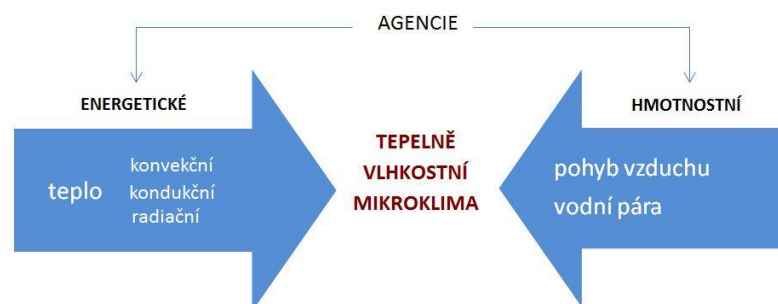 AGENCIE
ENERGETICKÉ
HMOTNOSTNÍ
teplo
konvekční
kondukční
radiační
TEPELNĚ
VLHKOSTNÍ
MIKROKLIMA
pohyb vzduchu
vodní pára